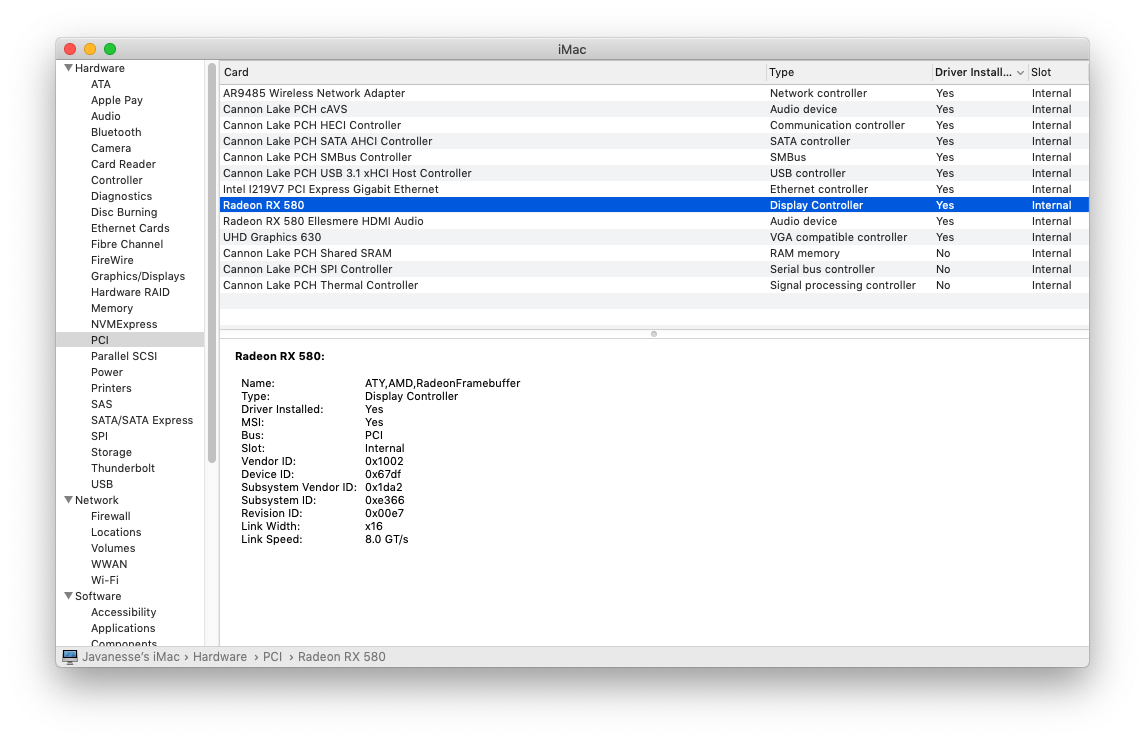 iMac
Hardware
ATA
Apple Pay
Audio
Bluetooth
Camera
Card Reader
Controller
Diagnostics
Disc Burning
Ethernet Cards
Fibre Channel
FireWire
Graphics/Displays
Hardware RAID
Memory
NVMExpress
PCI
Parallel SCSI
Power
Printers
SAS
SATA/SATA Express
SPI
Storage
Thunderbolt
USB
Network
Firewall
Locations
Volumes
WWAN
Wi-Fi
Software
Accessibility
Applications
Components
Card Type Driver Install... Slot
AR9485 Wireless Network Adapter Network controller Yes Internal
Cannon Lake PCH cAVS Audio device Yes Internal
Cannon Lake PCH HECI Controller Communication controller Yes Internal
Cannon Lake PCH SATA AHCI Controller SATA controller Yes Internal
Cannon Lake PCH SMBus Controller SMBus Yes Internal
Cannon Lake PCH USB 3.1 xHCI Host Controller USB controller Yes Internal
Intel I219V7 PCI Express Gigabit Ethernet Ethernet controller Yes Internal
Radeon RX 580 Display Controller Yes Internal
Radeon RX 580 Ellesmere HDMI Audio Audio device Yes Internal
UHD Graphics 630 VGA compatible controller Yes Internal
Cannon Lake PCH Shared SRAM RAM memory No Internal
Cannon Lake PCH SPI Controller Serial bus controller No Internal
Cannon Lake PCH Thermal Controller Signal processing controller No Internal
Radeon RX 580:
Name: ATY,AMD,RadeonFramebuffer
Type: Display Controller
Driver Installed: Yes
MSI: Yes
Bus: PCI
Slot: Internal
Vendor ID: 0x1002
Device ID: 0x67df
Subsystem Vendor ID: 0x1da2
Subsystem ID: 0xe366
Revision ID: 0x00e7
Link Width: x16
Link Speed: 8.0 GT/s
Javanesse's iMac › Hardware › PCI › Radeon RX 580